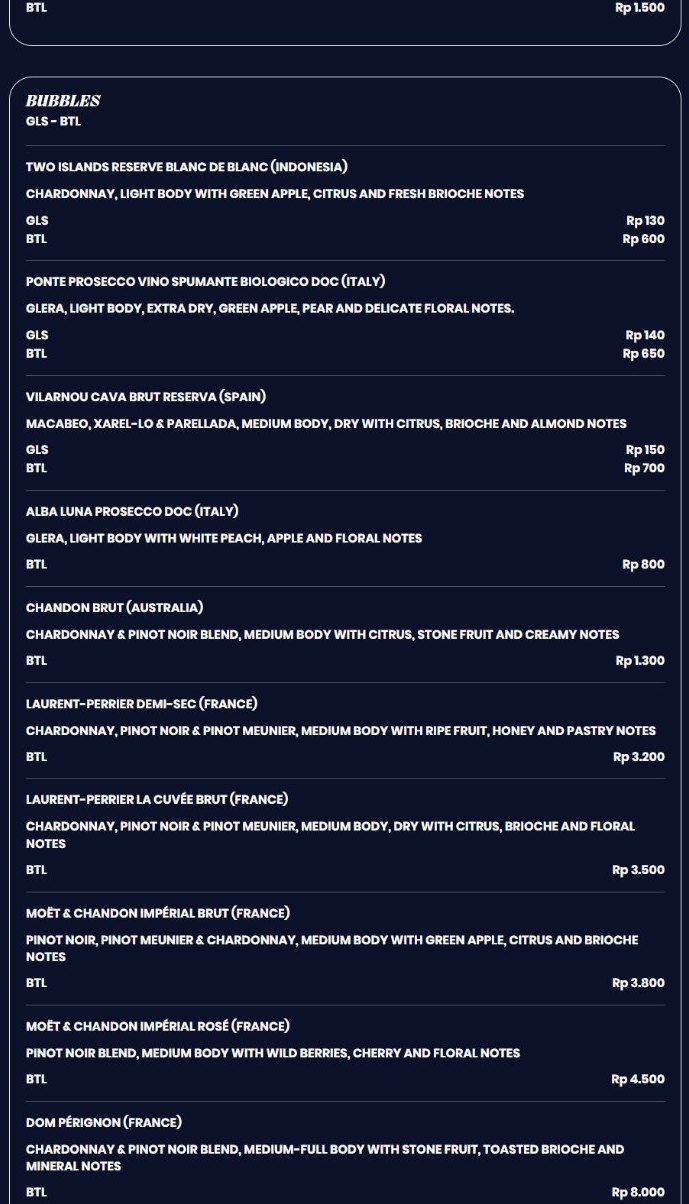 BTL Rp 1.500
BUBBLES
GLS - BTL
TWO ISLANDS RESERVE BLANC DE BLANC (INDONESIA)
CHARDONNAY, LIGHT BODY WITH GREEN APPLE, CITRUS AND FRESH BRIOCHE NOTES
GLS Rp 130
BTL Rp 600
PONTE PROSECCO VINO SPUMANTE BIOLOGICO DOC (ITALY)
GLERA, LIGHT BODY, EXTRA DRY, GREEN APPLE, PEAR AND DELICATE FLORAL NOTES.
GLS Rp 140
BTL Rp 650
VILARNOU CAVA BRUT RESERVA (SPAIN)
MACABEO, XAREL-LO & PARELLADA, MEDIUM BODY, DRY WITH CITRUS, BRIOCHE AND ALMOND NOTES
GLS Rp 150
BTL Rp 700
ALBA LUNA PROSECCO DOC (ITALY)
GLERA, LIGHT BODY WITH WHITE PEACH, APPLE AND FLORAL NOTES
BTL Rp 800
CHANDON BRUT (AUSTRALIA)
CHARDONNAY & PINOT NOIR BLEND, MEDIUM BODY WITH CITRUS, STONE FRUIT AND CREAMY NOTES
BTL Rp 1.300
LAURENT-PERRIER DEMI-SEC (FRANCE)
CHARDONNAY, PINOT NOIR & PINOT MEUNIER, MEDIUM BODY WITH RIPE FRUIT, HONEY AND PASTRY NOTES
BTL Rp 3.200
LAURENT-PERRIER LA CUVÉE BRUT (FRANCE)
CHARDONNAY, PINOT NOIR & PINOT MEUNIER, MEDIUM BODY, DRY WITH CITRUS, BRIOCHE AND FLORAL
NOTES
BTL Rp 3.500
MOËT & CHANDON IMPÉRIAL BRUT (FRANCE)
PINOT NOIR, PINOT MEUNIER & CHARDONNAY, MEDIUM BODY WITH GREEN APPLE, CITRUS AND BRIOCHE
NOTES
BTL Rp 3.800
MOËT & CHANDON IMPÉRIAL ROSÉ (FRANCE)
PINOT NOIR BLEND, MEDIUM BODY WITH WILD BERRIES, CHERRY AND FLORAL NOTES
BTL Rp 4.500
DOM PÉRIGNON (FRANCE)
CHARDONNAY & PINOT NOIR BLEND, MEDIUM-FULL BODY WITH STONE FRUIT, TOASTED BRIOCHE AND
MINERAL NOTES
BTL Rp 8.000